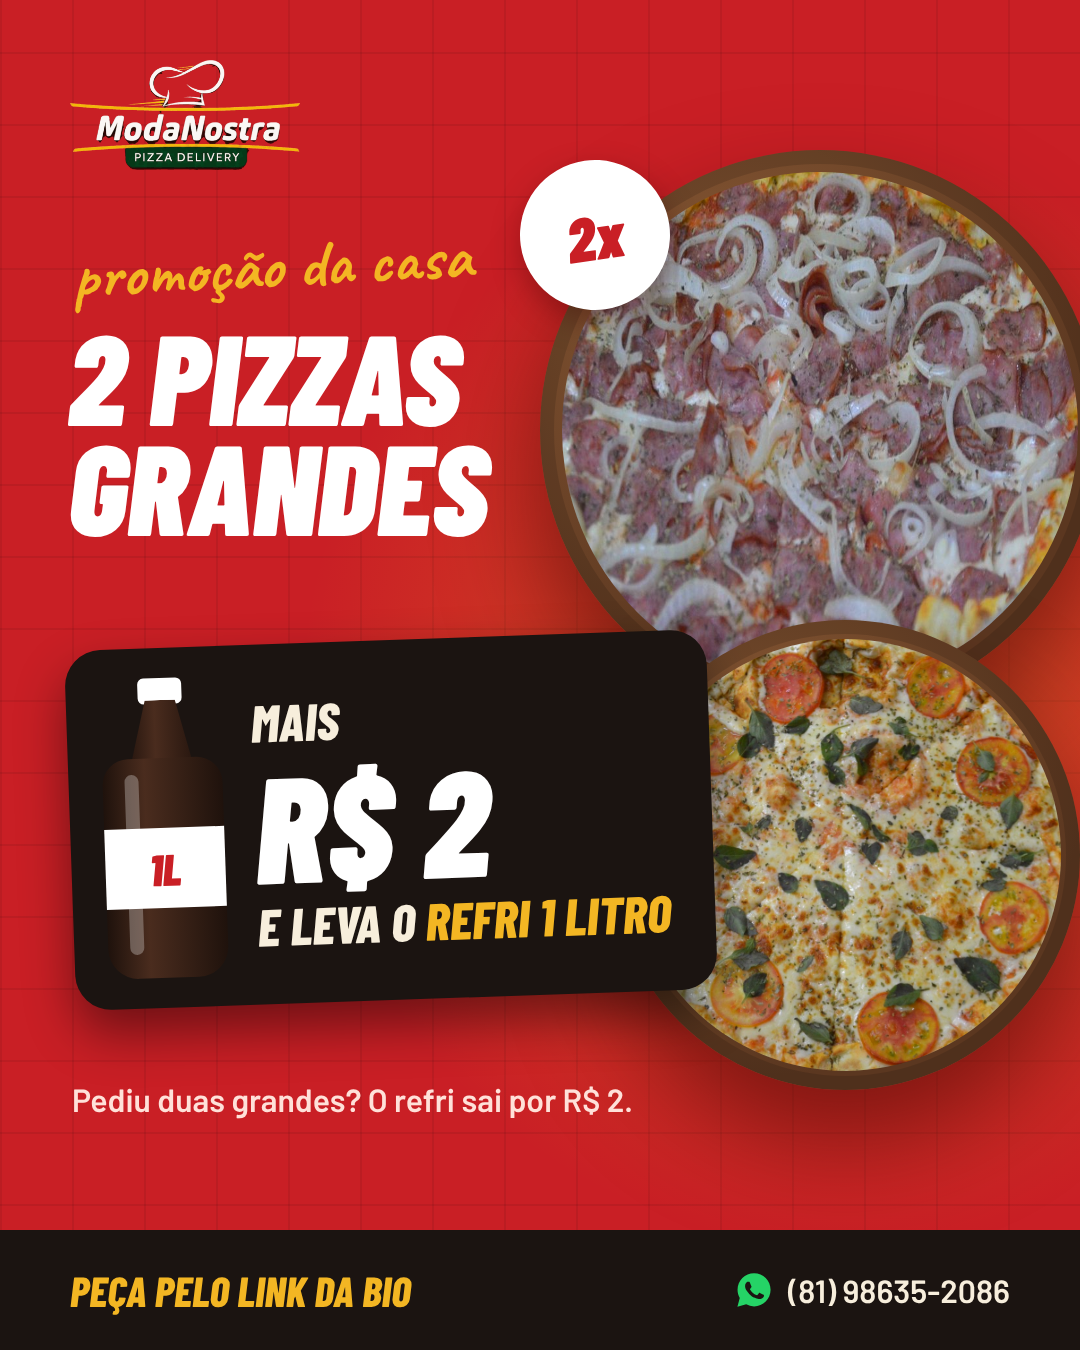 ModaNostra
PIZZA DELIVERY
2x
promoção da casa
2 PIZZAS
GRANDES
MAIS
R$ 2
1L
E LEVA O REFRI 1 LITRO
Pediu duas grandes? O refri sai por R$ 2.
PEÇA PELO LINK DA BIO
(81) 98635-2086